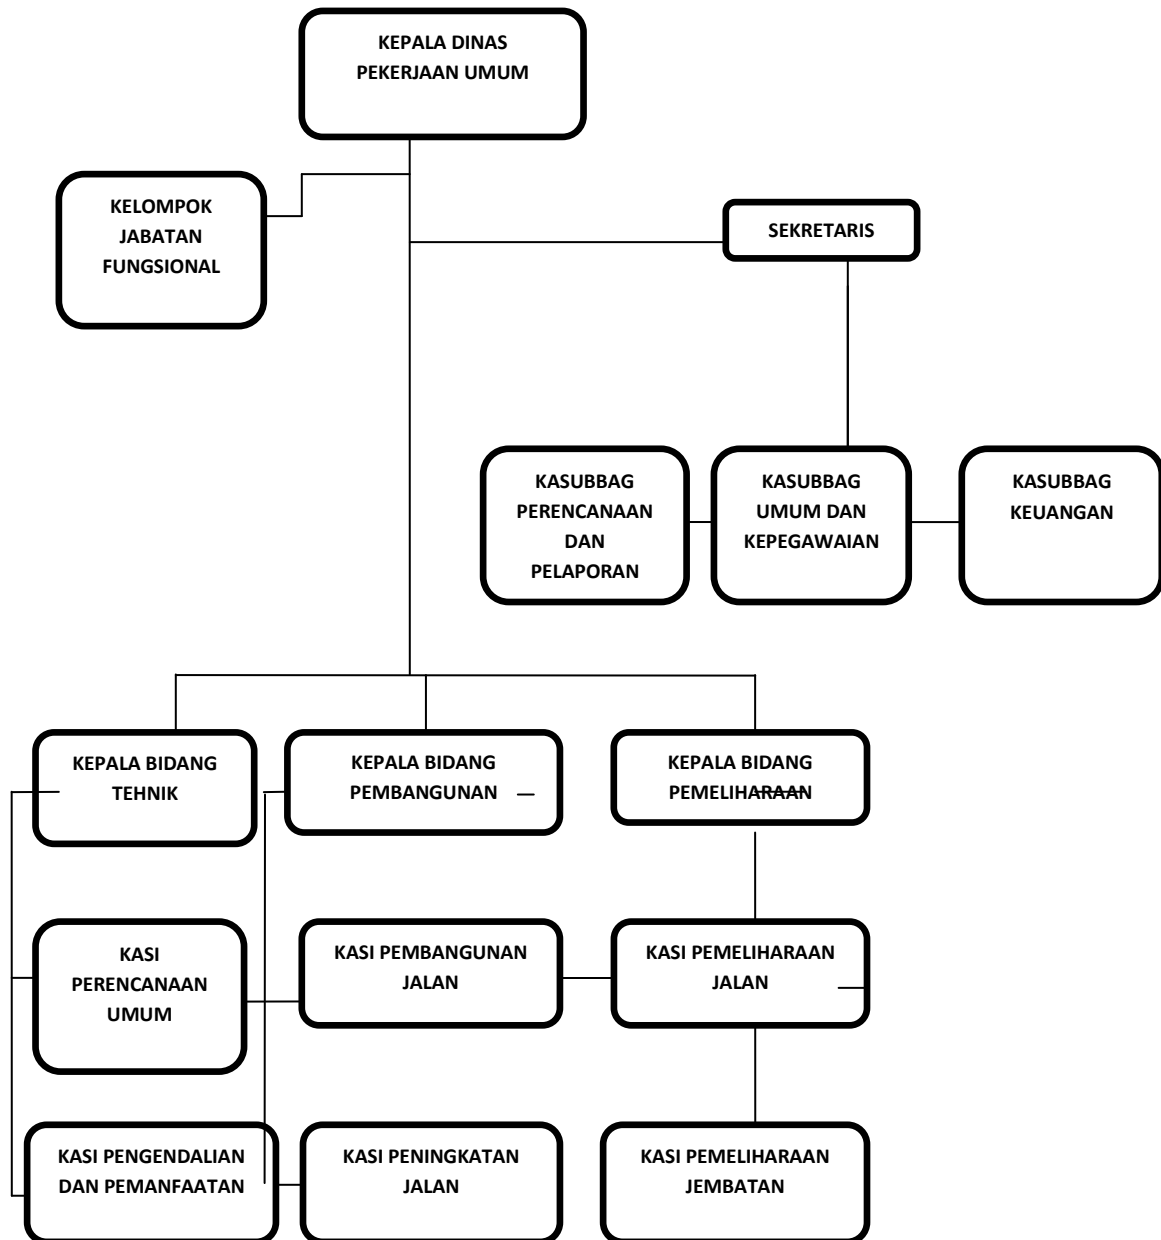 KEPALA DINAS
PEKERJAAN UMUM
KELOMPOK
JABATAN
FUNGSIONAL
SEKRETARIS
KASUBBAG
PERENCANAAN
DAN
PELAPORAN
KASUBBAG
UMUM DAN
KEPEGAWAIAN
KASUBBAG
KEUANGAN
KEPALA BIDANG
TEHNIK
KEPALA BIDANG
PEMBANGUNAN
KEPALA BIDANG
PEMELIHARAAN
KASI
PERENCANAAN
UMUM
KASI PEMBANGUNAN
JALAN
KASI PEMELIHARAAN
JALAN
KASI PENGENDALIAN
DAN PEMANFAATAN
KASI PENINGKATAN
JALAN
KASI PEMELIHARAAN
JEMBATAN